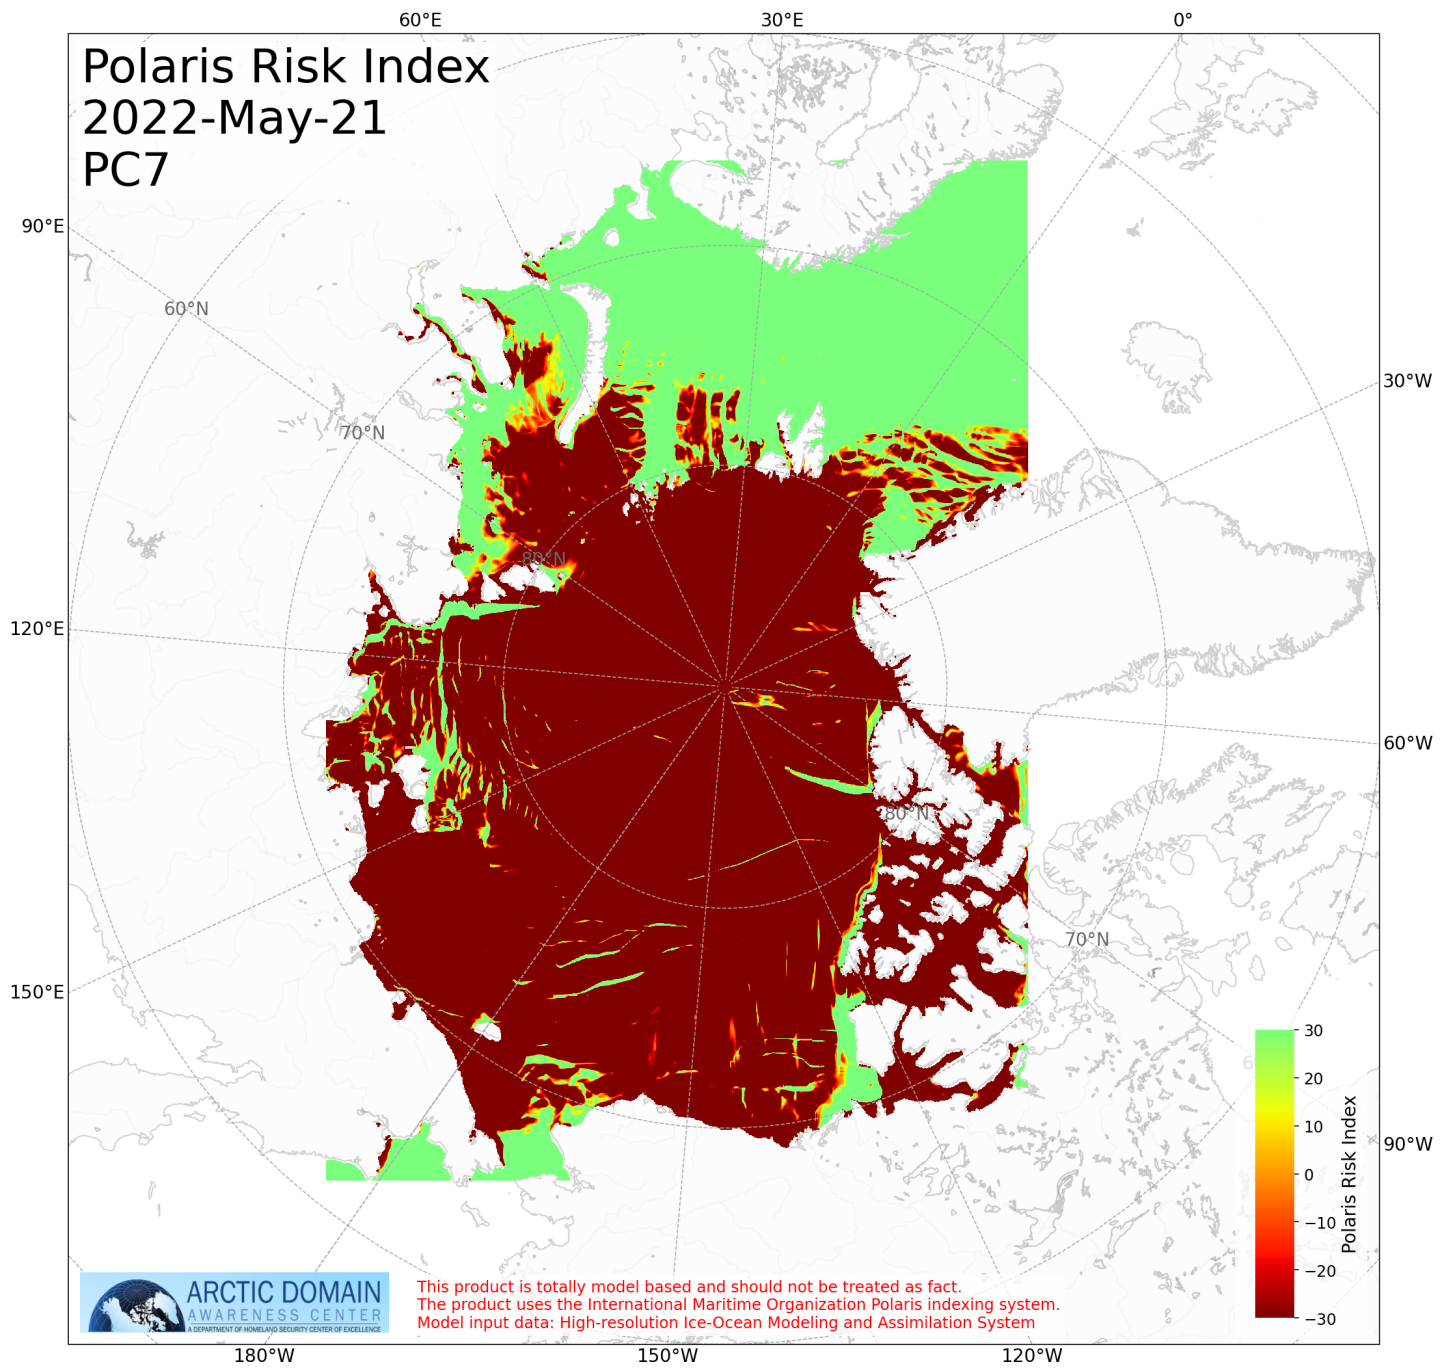 60°E 30°E 0°
Polaris Risk Index
2022-May-21
PC7
90°E
60°N
30°W
70°N
80°N
120°E
60°W
80°N
70°N
150°E
30
20
10
0
−10
−20
−30
Polaris Risk Index
90°W
ARCTIC DOMAIN
AWARENESS CENTER
A DEPARTMENT OF HOMELAND SECURITY CENTER OF EXCELLENCE
This product is totally model based and should not be treated as fact.
The product uses the International Maritime Organization Polaris indexing system.
Model input data: High-resolution Ice-Ocean Modeling and Assimilation System
180°W 150°W 120°W